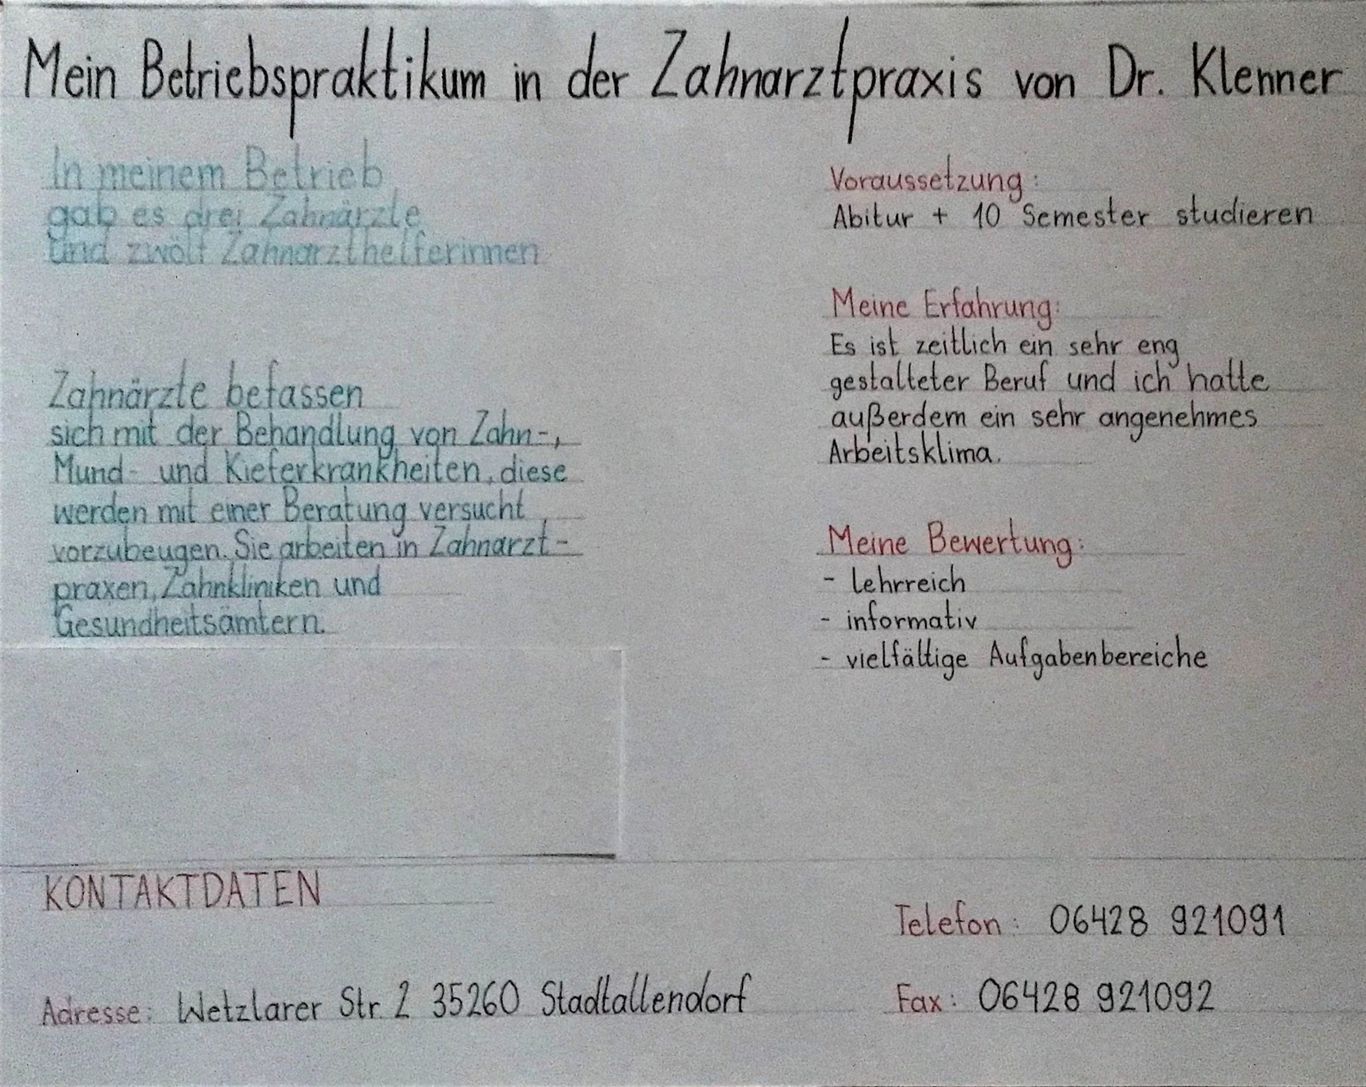 Mein Betriebspraktikum in der Zahnarztpraxis von Dr. Klenner
In meinem Betrieb
gab es drei Zahnärzte
und zwölf Zahnarzthelferinnen
Zahnärzte befassen
sich mit der Behandlung von Zahn-,
Mund- und Kieferkrankheiten, diese
werden mit einer Beratung versucht
vorzubeugen. Sie arbeiten in Zahnarzt-
praxen, Zahnkliniken und
Gesundheitsämtern.
Voraussetzung:
Abitur + 10 Semester studieren
Meine Erfahrung:
Es ist zeitlich ein sehr eng
gestalteter Beruf und ich hatte
außerdem ein sehr angenehmes
Arbeitsklima.
Meine Bewertung:
- lehrreich
- informativ
- vielfältige Aufgabenbereiche
KONTAKTDATEN
Adresse: Wetzlarer Str. 2 35260 Stadtallendorf
Telefon: 06428 921091
Fax: 06428 921092